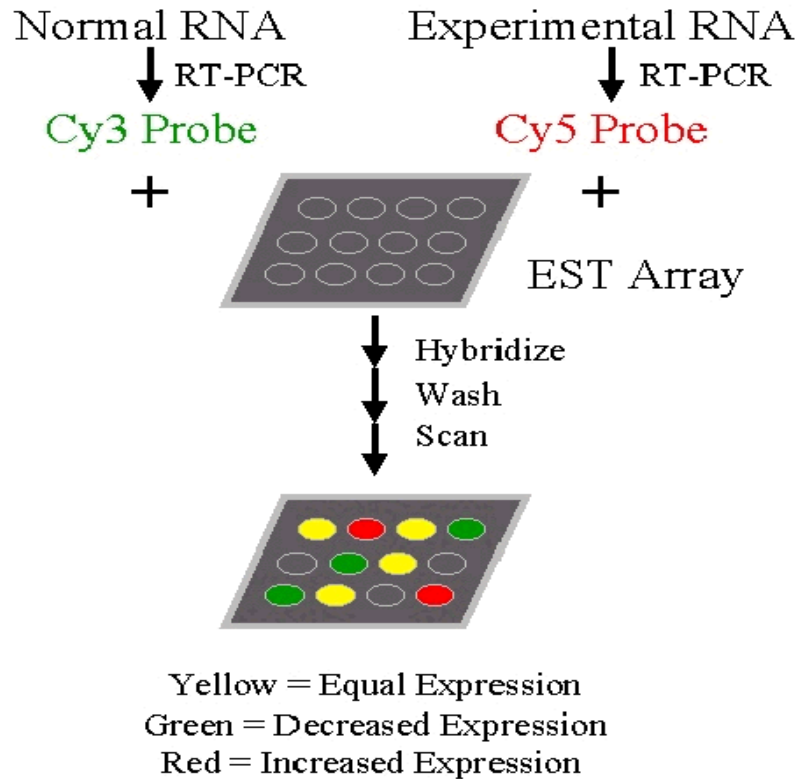 Normal RNA
Experimental RNA
RT-PCR
RT-PCR
Cy3 Probe
Cy5 Probe
+
+
EST Array
Hybridize
Wash
Scan
Yellow = Equal Expression
Green = Decreased Expression
Red = Increased Expression